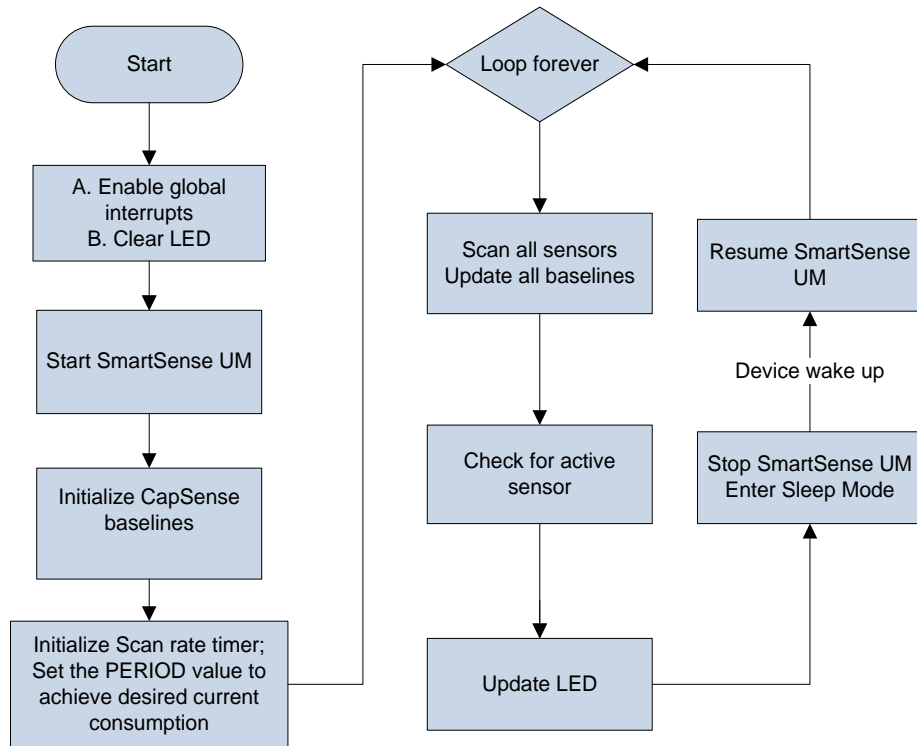 Start
A. Enable global
interrupts
B. Clear LED
Start SmartSense UM
Initialize CapSense
baselines
Initialize Scan rate timer;
Set the PERIOD value to
achieve desired current
consumption
Loop forever
Scan all sensors
Update all baselines
Check for active
sensor
Update LED
Stop SmartSense UM
Enter Sleep Mode
Device wake up
Resume SmartSense
UM